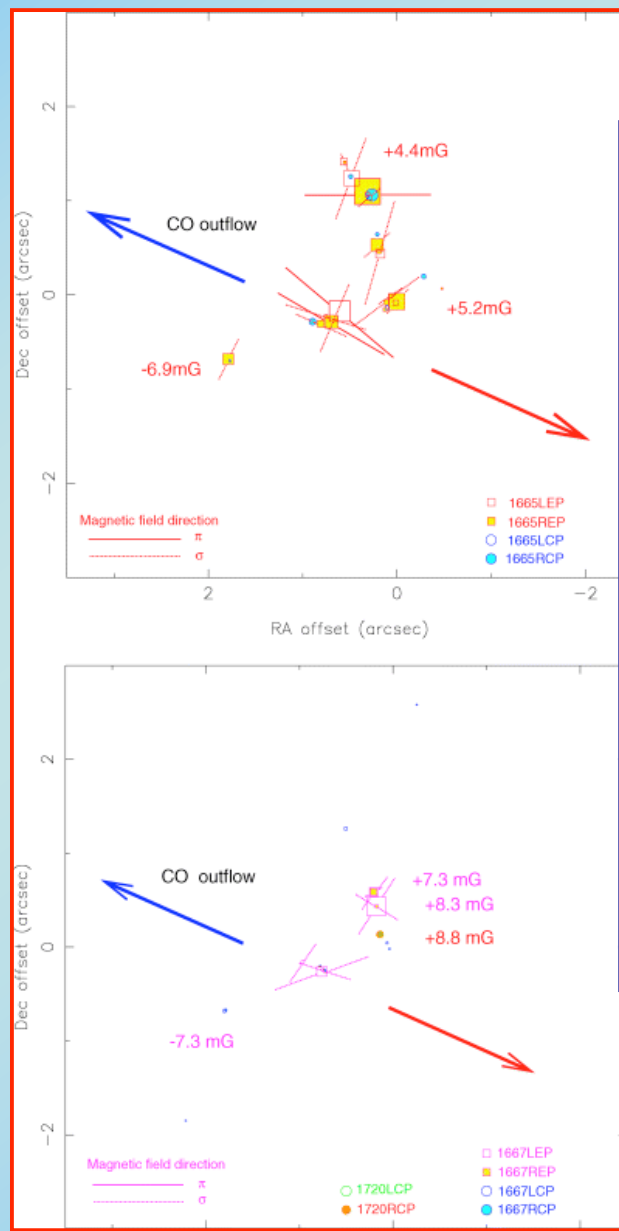 2
+4.4mG
CO outflow
0
+5.2mG
-6.9mG
Dec offset (arcsec)
-2
Magnetic field direction
π
σ
1665LEP
1665REP
1665LCP
1665RCP
2 0 -2
RA offset (arcsec)
2
CO outflow
+7.3 mG
+8.3 mG
+8.8 mG
0
Dec offset (arcsec)
-7.3 mG
-2
Magnetic field direction
π
σ
1720LCP
1720RCP
1667LEP
1667REP
1667LCP
1667RCP